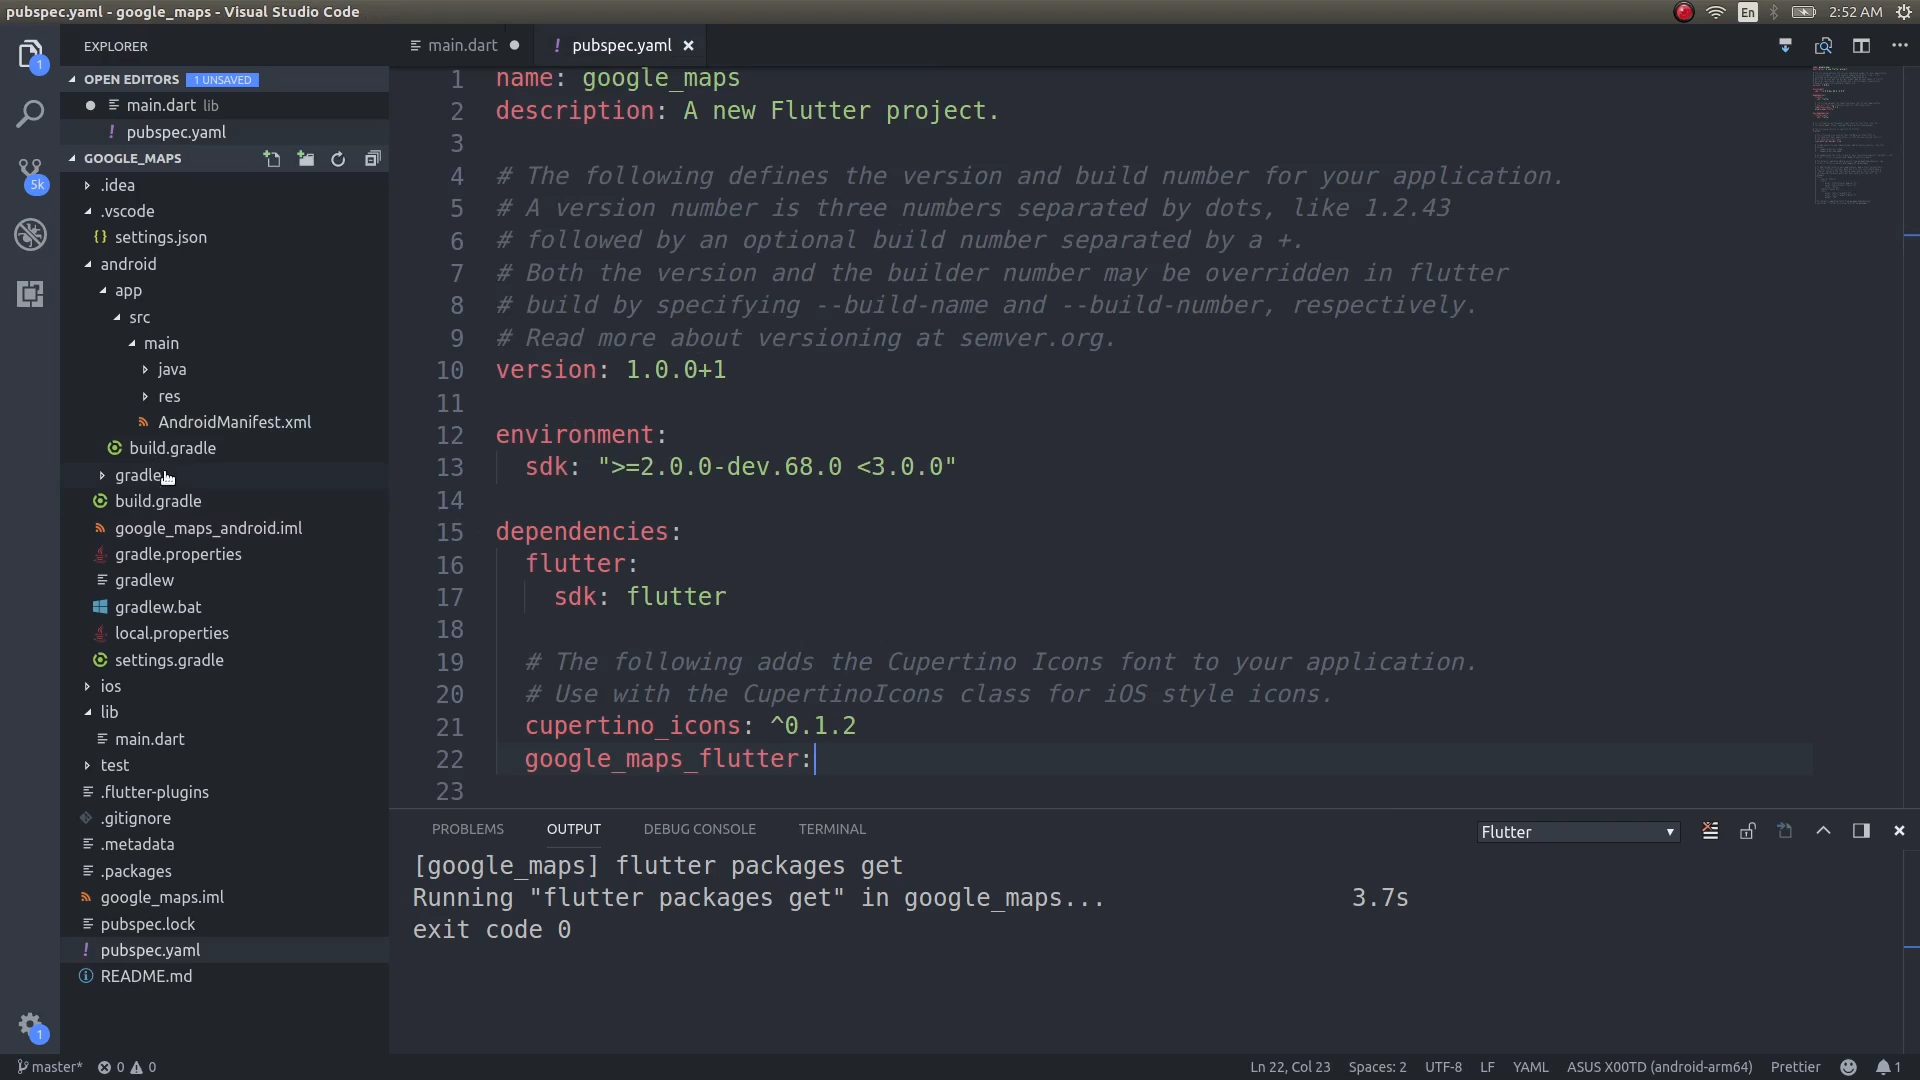 pubspec.yaml - google_maps - Visual Studio Code
En
2:52 AM
EXPLORER
OPEN EDITORS 1 UNSAVED
main.dart lib
pubspec.yaml
GOOGLE_MAPS
.idea
.vscode
{} settings.json
android
app
src
main
java
res
AndroidManifest.xml
build.gradle
gradle
build.gradle
google_maps_android.iml
gradle.properties
gradlew
gradlew.bat
local.properties
settings.gradle
ios
lib
main.dart
test
.flutter-plugins
.gitignore
.metadata
.packages
google_maps.iml
pubspec.lock
! pubspec.yaml
README.md
1
5k
1
main.dart
! pubspec.yaml
1 name: google_maps
2 description: A new Flutter project.
3
4 # The following defines the version and build number for your application.
5 # A version number is three numbers separated by dots, like 1.2.43
6 # followed by an optional build number separated by a +.
7 # Both the version and the builder number may be overridden in flutter
8 # build by specifying --build-name and --build-number, respectively.
9 # Read more about versioning at semver.org.
10 version: 1.0.0+1
11
12 environment:
13 sdk: ">=2.0.0-dev.68.0 <3.0.0"
14
15 dependencies:
16 flutter:
17 sdk: flutter
18
19 # The following adds the Cupertino Icons font to your application.
20 # Use with the CupertinoIcons class for iOS style icons.
21 cupertino_icons: ^0.1.2
22 google_maps_flutter:
23
PROBLEMS OUTPUT DEBUG CONSOLE TERMINAL
Flutter
[google_maps] flutter packages get
Running "flutter packages get" in google_maps... 3.7s
exit code 0
master* 0 0
Ln 22, Col 23 Spaces: 2 UTF-8 LF YAML ASUS X00TD (android-arm64) Prettier 1